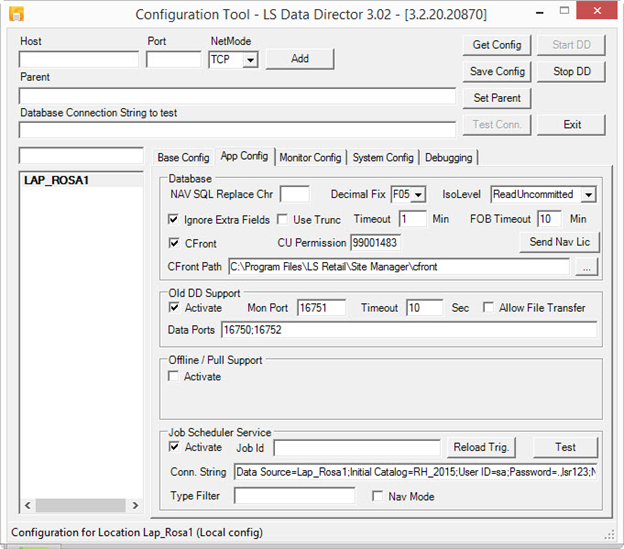 Configuration Tool - LS Data Director 3.02 - [3.2.20.20870]
Host Port NetMode
TCP Add Get Config Start DD
Parent Save Config Stop DD
Set Parent
Database Connection String to test
Test Conn. Exit
Base Config App Config Monitor Config System Config Debugging
LAP_ROSA1
Database
NAV SQL Replace Chr Decimal Fix F05 IsoLevel ReadUncommitted
Ignore Extra Fields Use Trunc Timeout 1 Min FOB Timeout 10 Min
CFront CU Permission 99001483 Send Nav Lic
CFront Path C:\Program Files\LS Retail\Site Manager\cfront ...
Old DD Support
Activate Mon Port 16751 Timeout 10 Sec Allow File Transfer
Data Ports 16750;16752
Offline / Pull Support
Activate
Job Scheduler Service
Activate Job Id Reload Trig. Test
Conn. String Data Source=Lap_Rosa1;Initial Catalog=RH_2015;User ID=sa;Password=.,lsr123;
Type Filter Nav Mode
Configuration for Location Lap_Rosa1 (Local config)